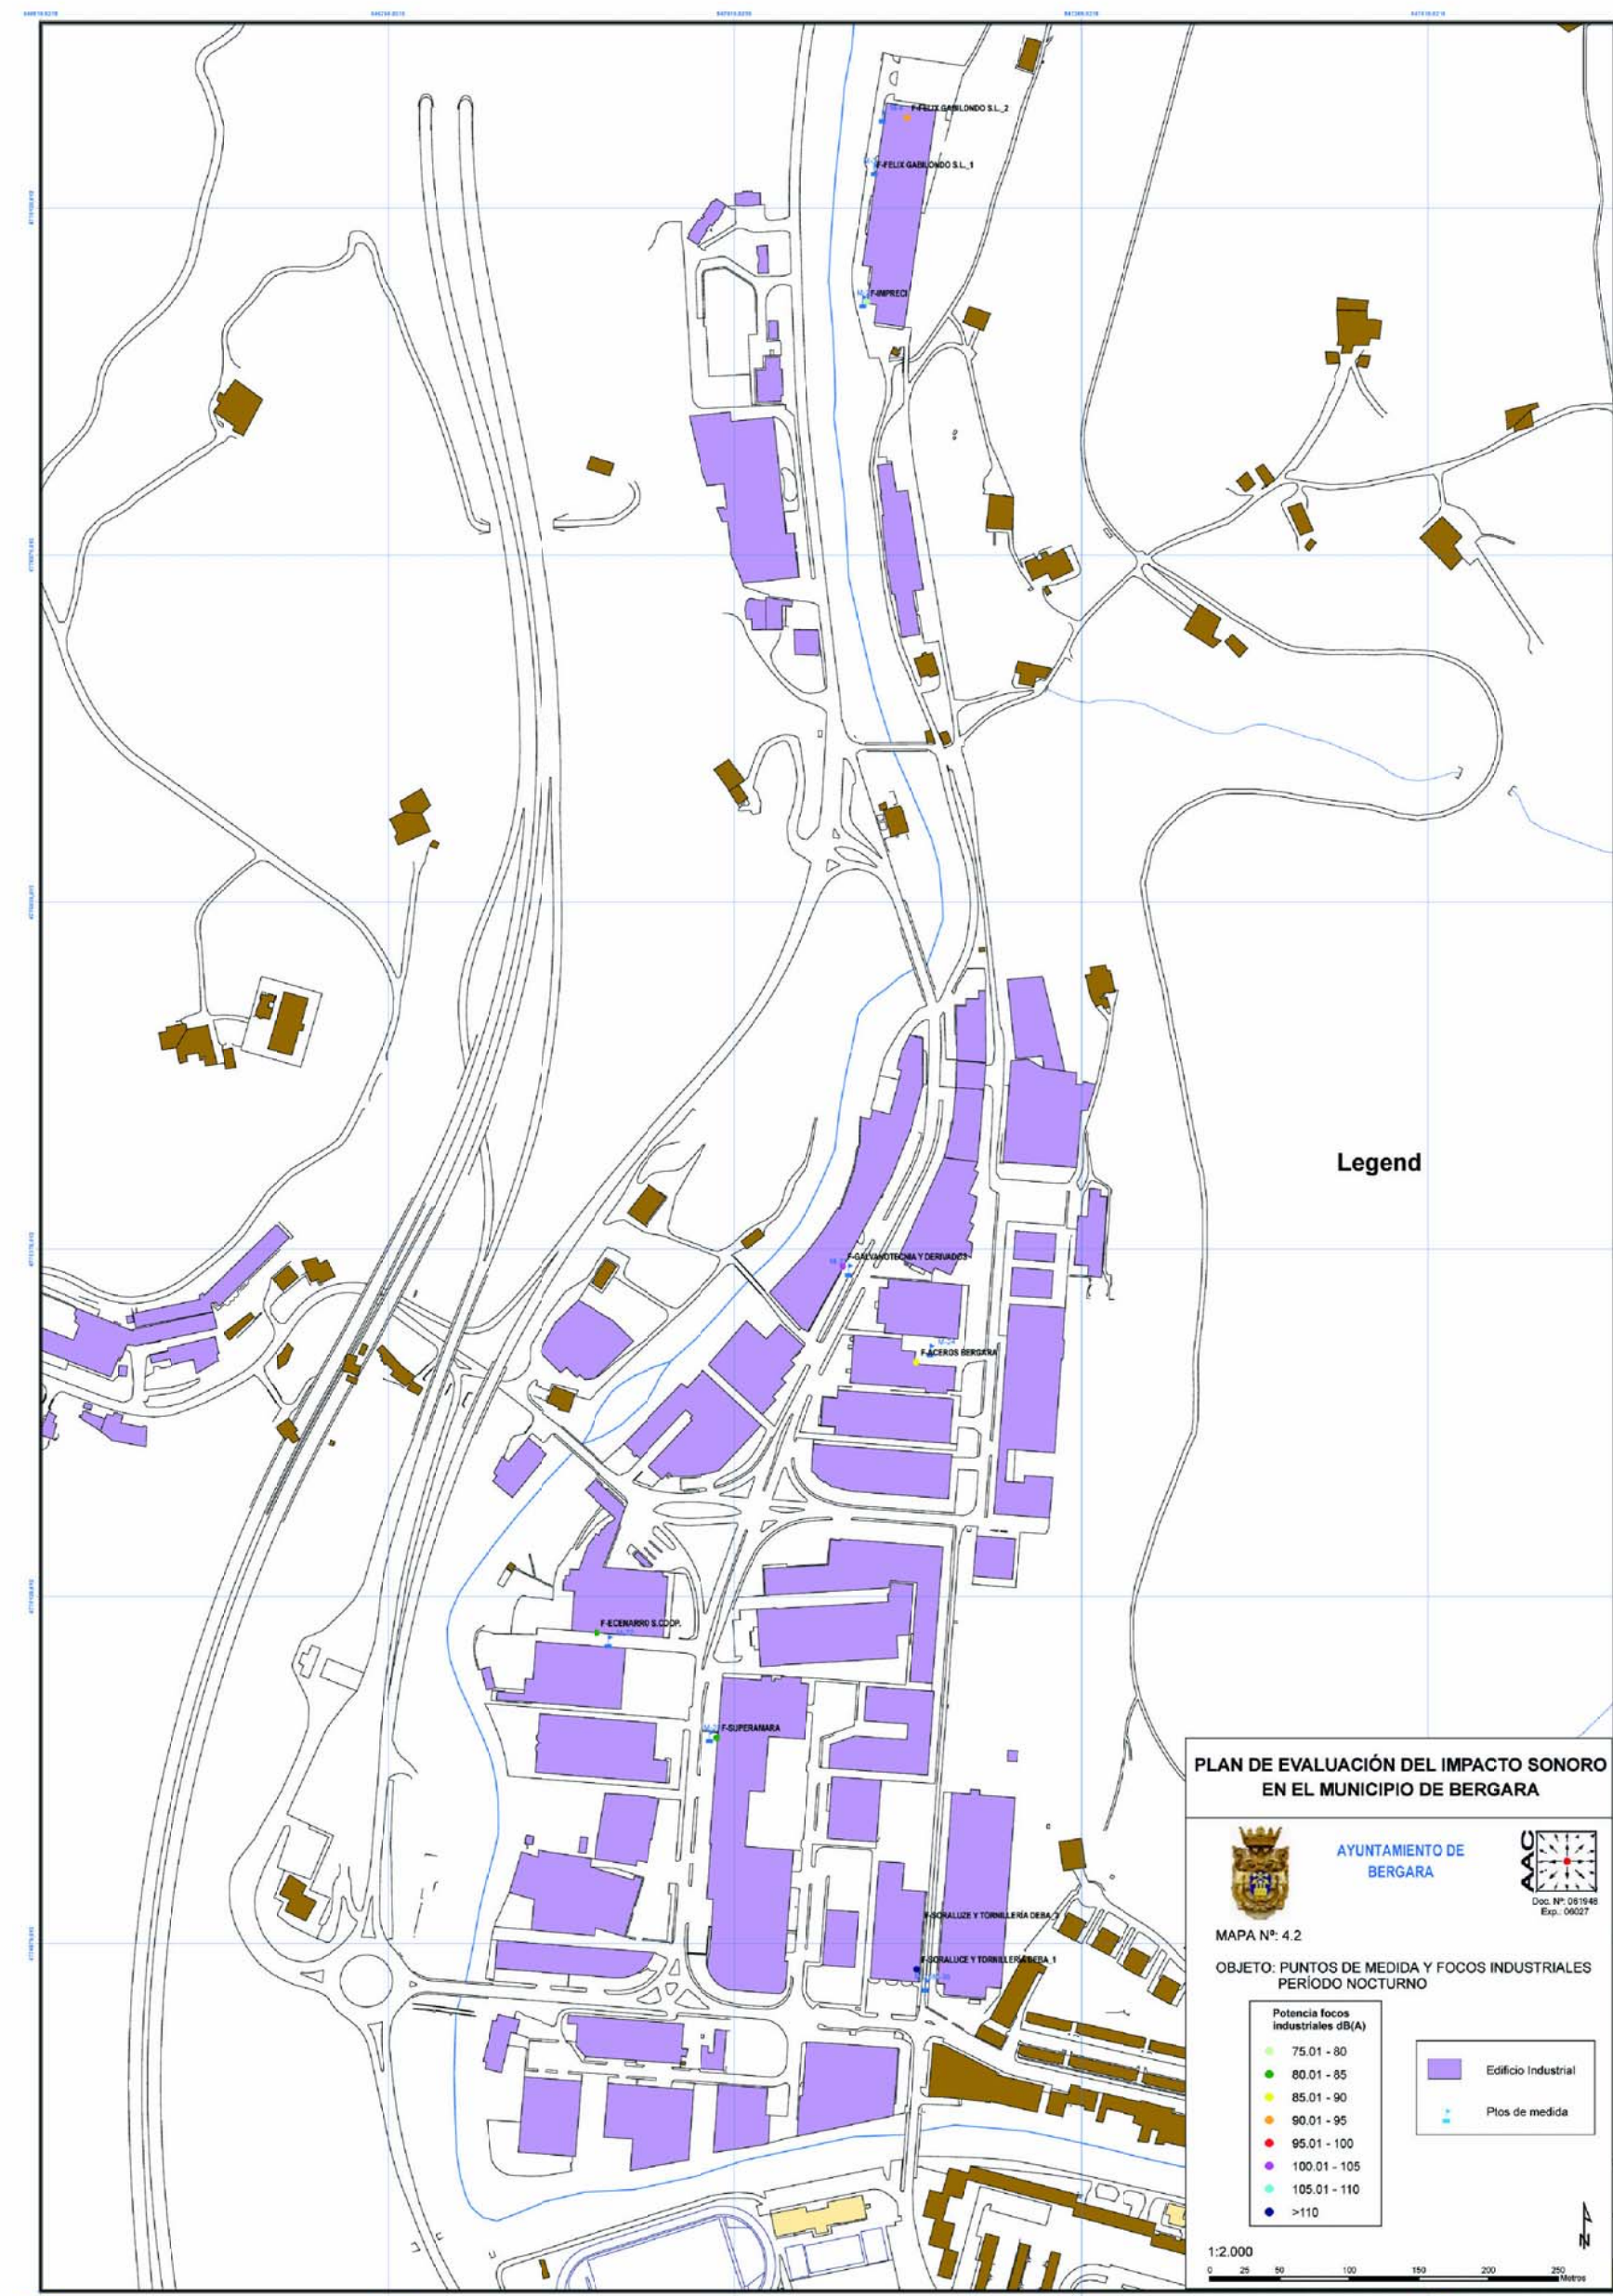 F-FELIX GABILONDO S.L._2
F-FELIX GABILONDO S.L._1
F-IMPRECI
Legend
F-GALVANOTECNIA Y DERIVADOS
M-24
F-ACEROS BERGARA
F-ECENARRO S.COOP.
F-SUPERAMARA
F-SORALUZE Y TORNILLERÍA DEBA_2
F-SORALUCE Y TORNILLERÍA DEBA_1
PLAN DE EVALUACIÓN DEL IMPACTO SONORO
EN EL MUNICIPIO DE BERGARA
AYUNTAMIENTO DE
BERGARA
AAC
Doc. Nº: 061948
Exp.: 06027
MAPA Nº: 4.2
OBJETO: PUNTOS DE MEDIDA Y FOCOS INDUSTRIALES
PERÍODO NOCTURNO
Potencia focos
industriales dB(A)
75.01 - 80
80.01 - 85
85.01 - 90
90.01 - 95
95.01 - 100
100.01 - 105
105.01 - 110
>110
Edificio Industrial
Ptos de medida
N
1:2.000
0 25 50 100 150 200 250
Metros